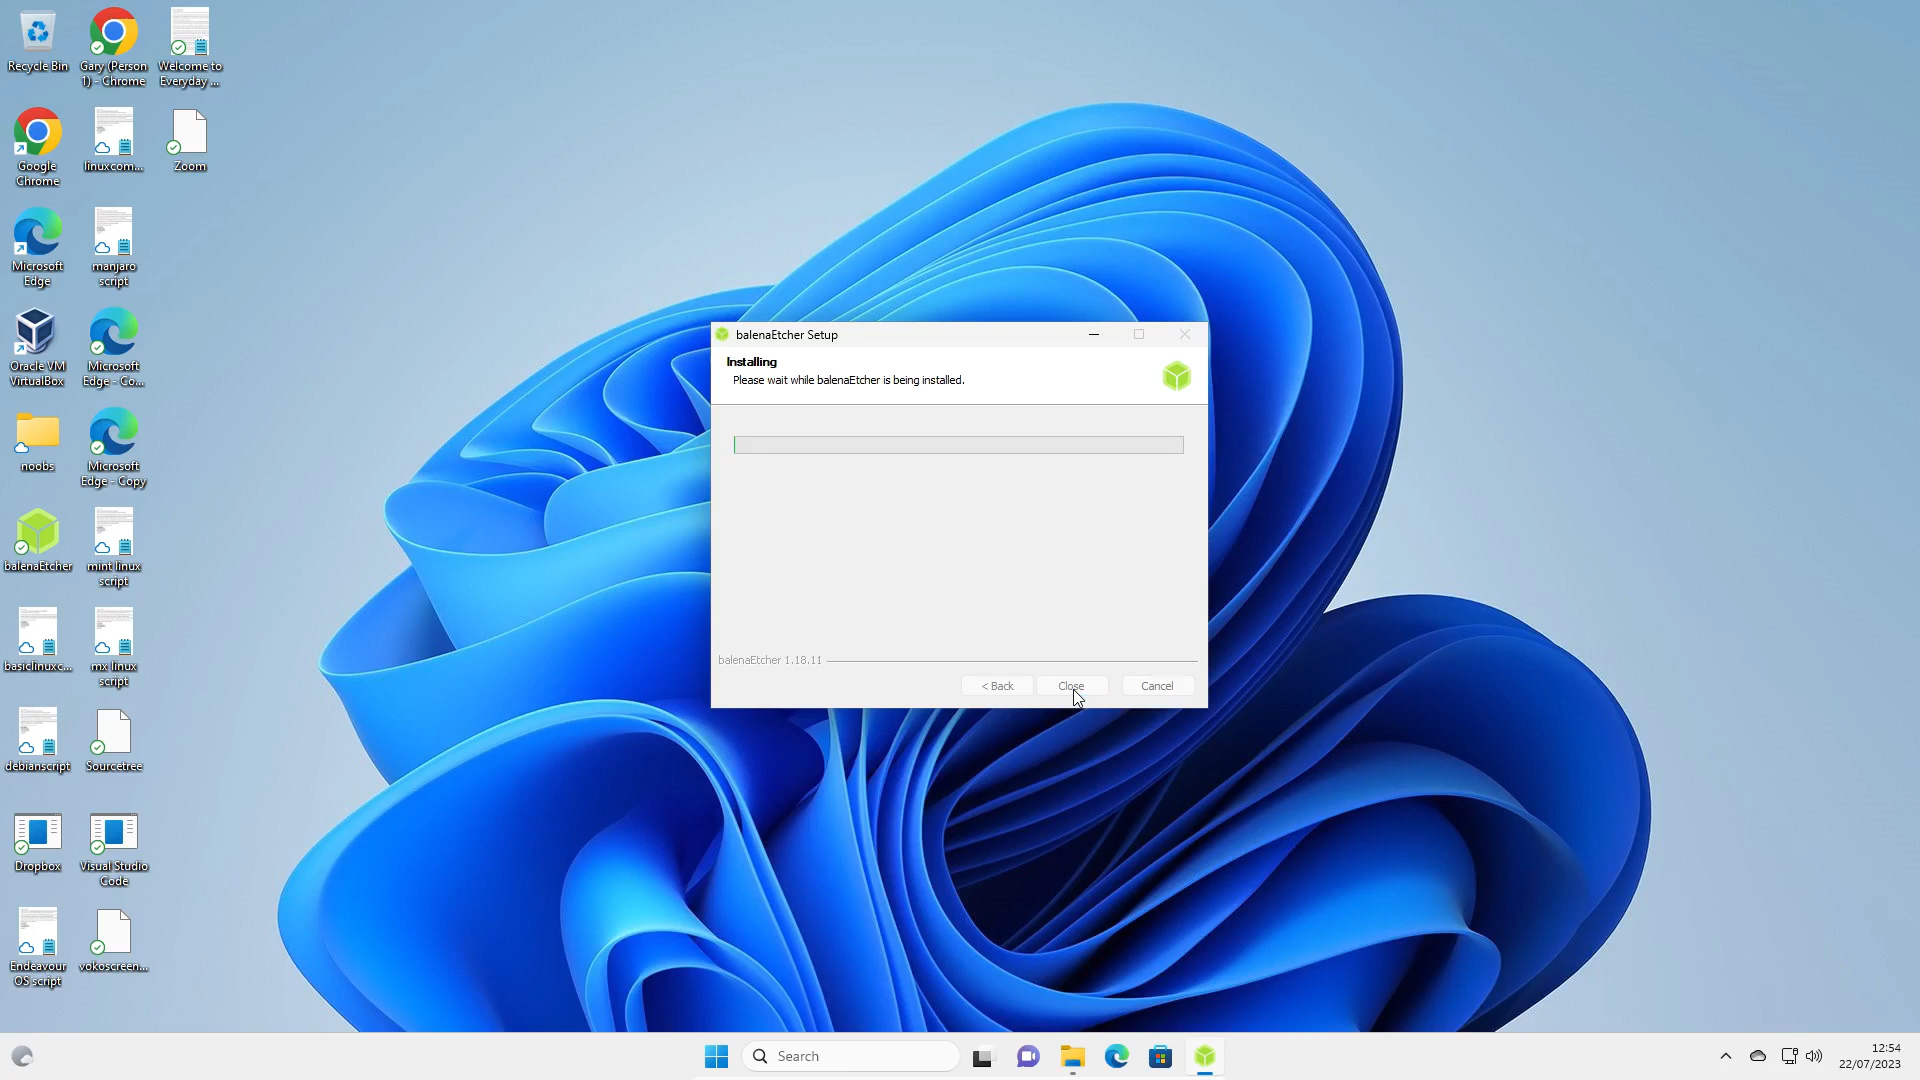 Recycle Bin
Gary (Person
1) - Chrome
Welcome to
Everyday ...
Google
Chrome
linuxcom...
Zoom
Microsoft
Edge
manjaro
script
Oracle VM
VirtualBox
Microsoft
Edge - Co...
noobs
Microsoft
Edge - Copy
balenaEtcher
mint linux
script
basiclinuxc...
mx linux
script
debianscript
Sourcetree
Dropbox
Visual Studio
Code
Endeavour
OS script
vokoscreen...
balenaEtcher Setup
Installing
Please wait while balenaEtcher is being installed.
balenaEtcher 1.18.11
< Back
Close
Cancel
Search
12:54
22/07/2023